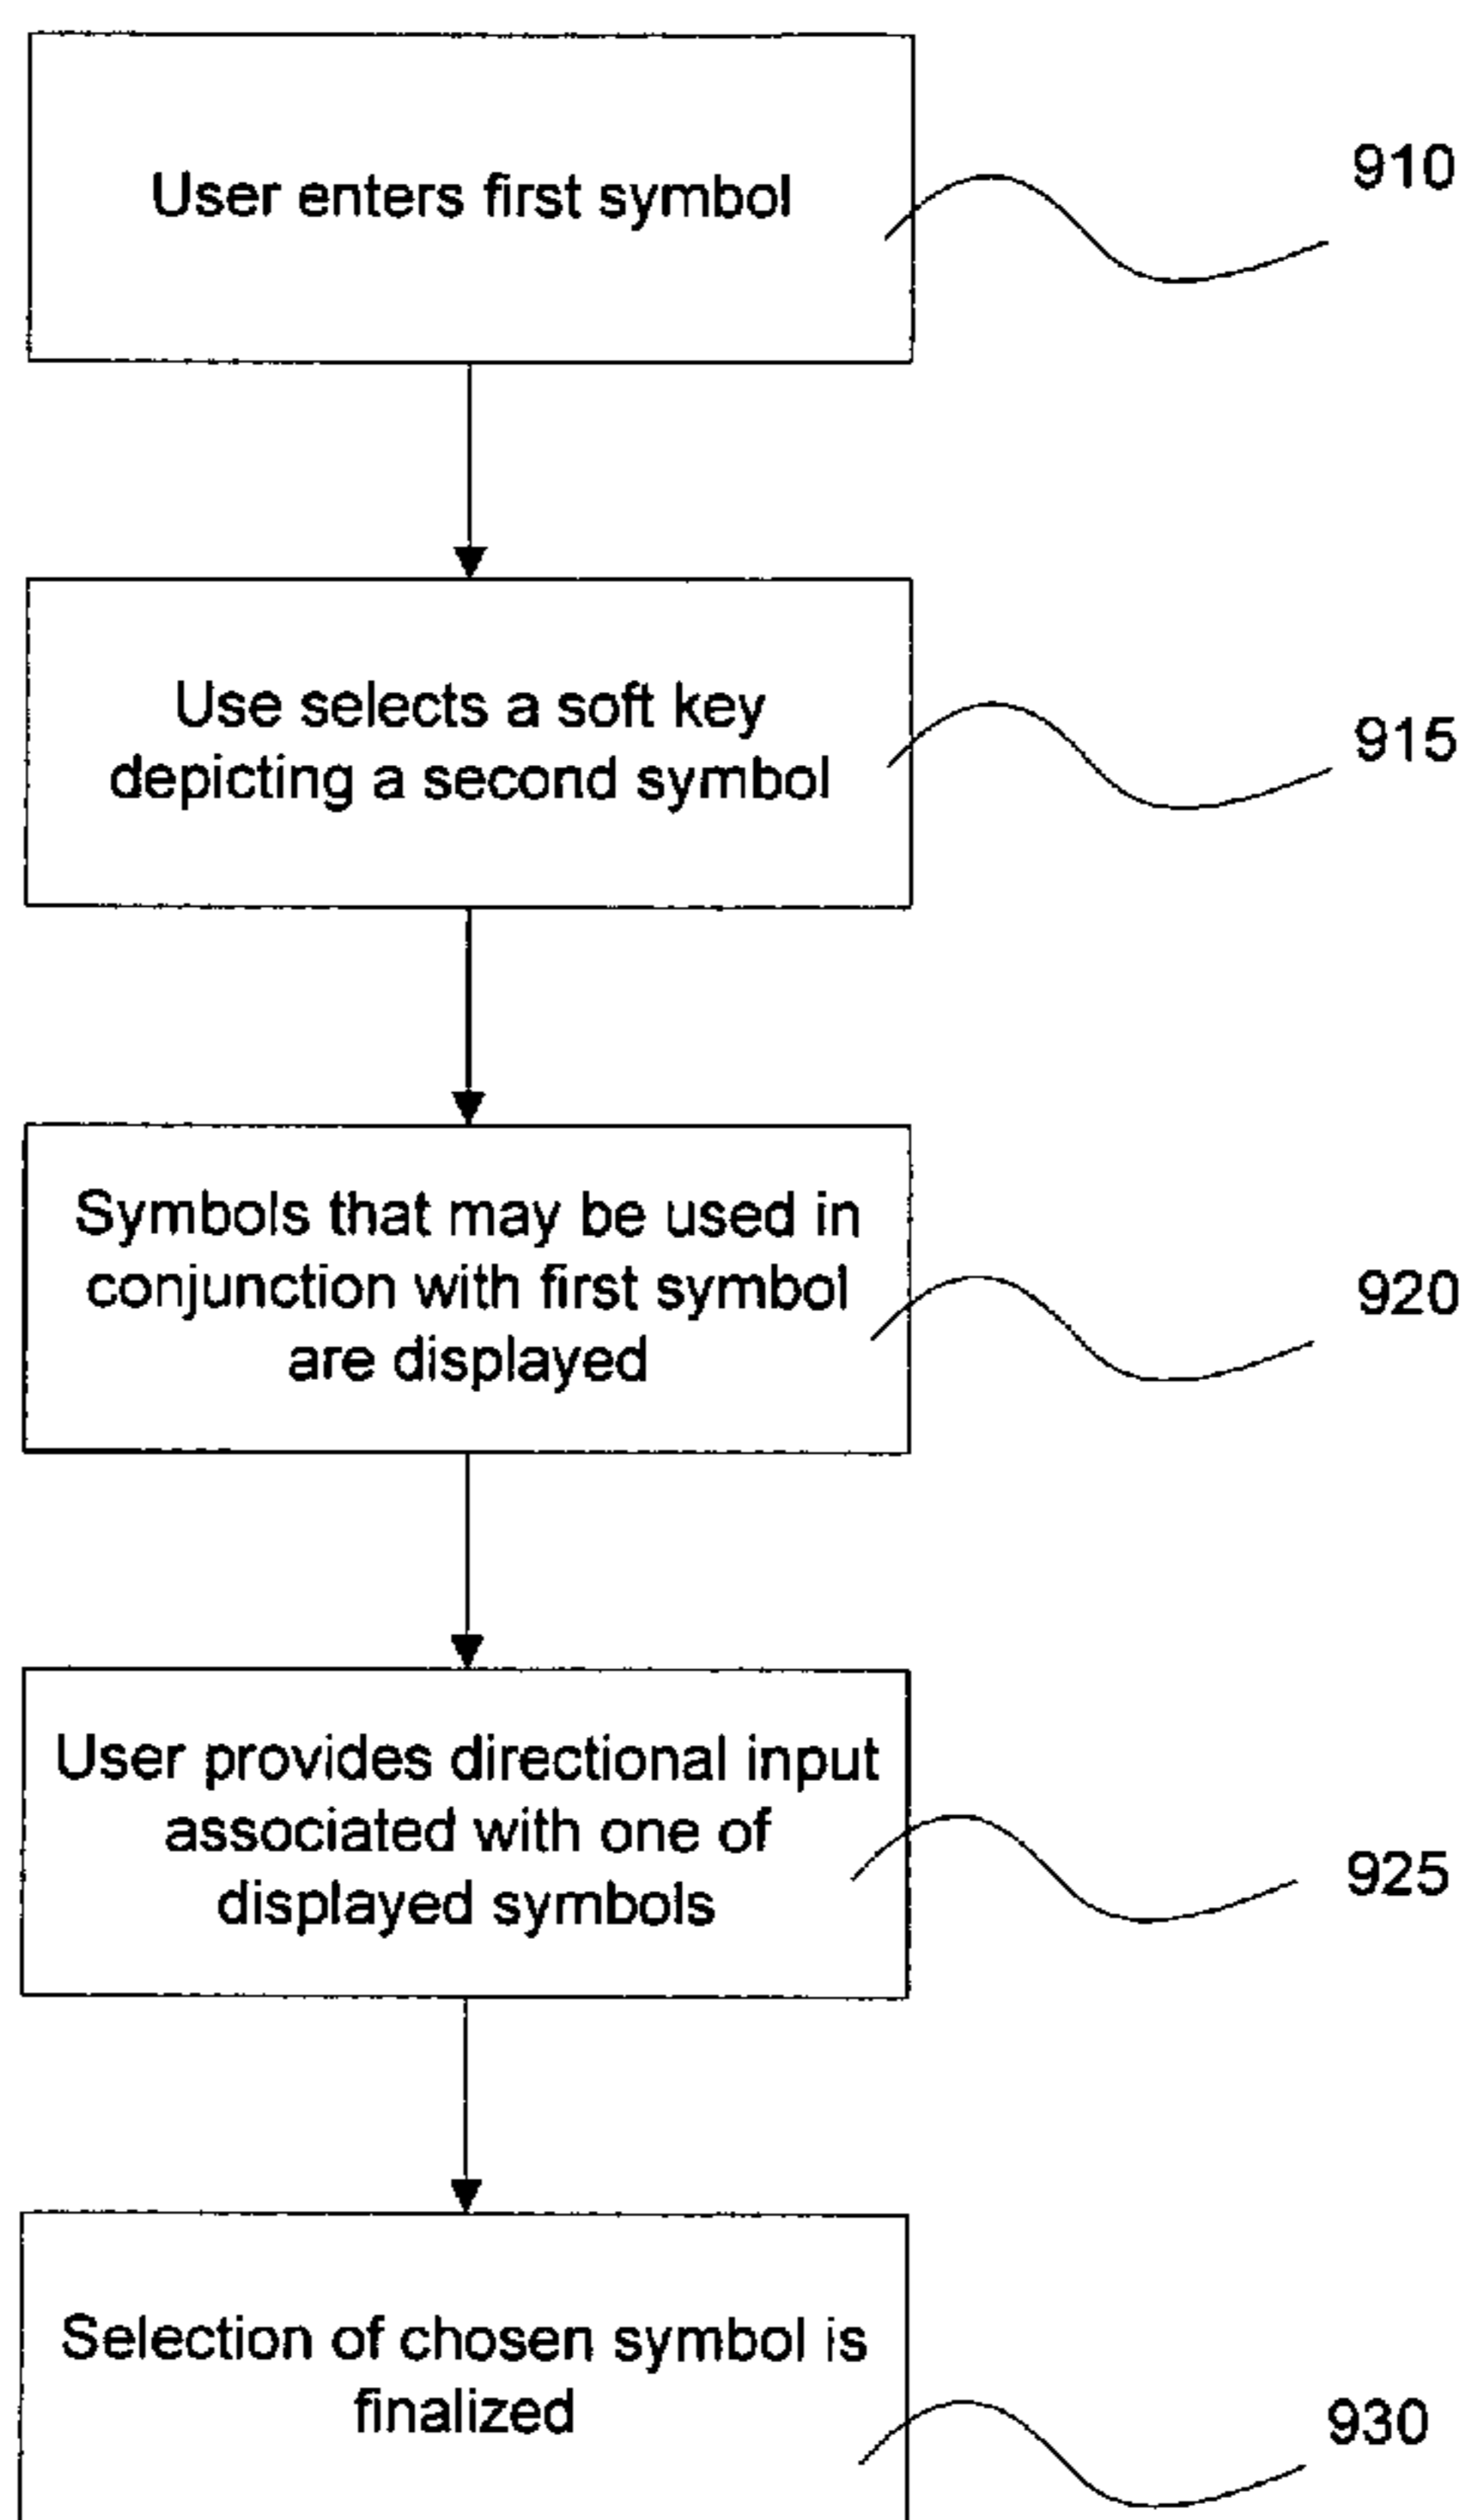 User enters first symbol
910
Use selects a soft key
depicting a second symbol
915
Symbols that may be used in
conjunction with first symbol
are displayed
920
User provides directional input
associated with one of
displayed symbols
925
Selection of chosen symbol is
finalized
930